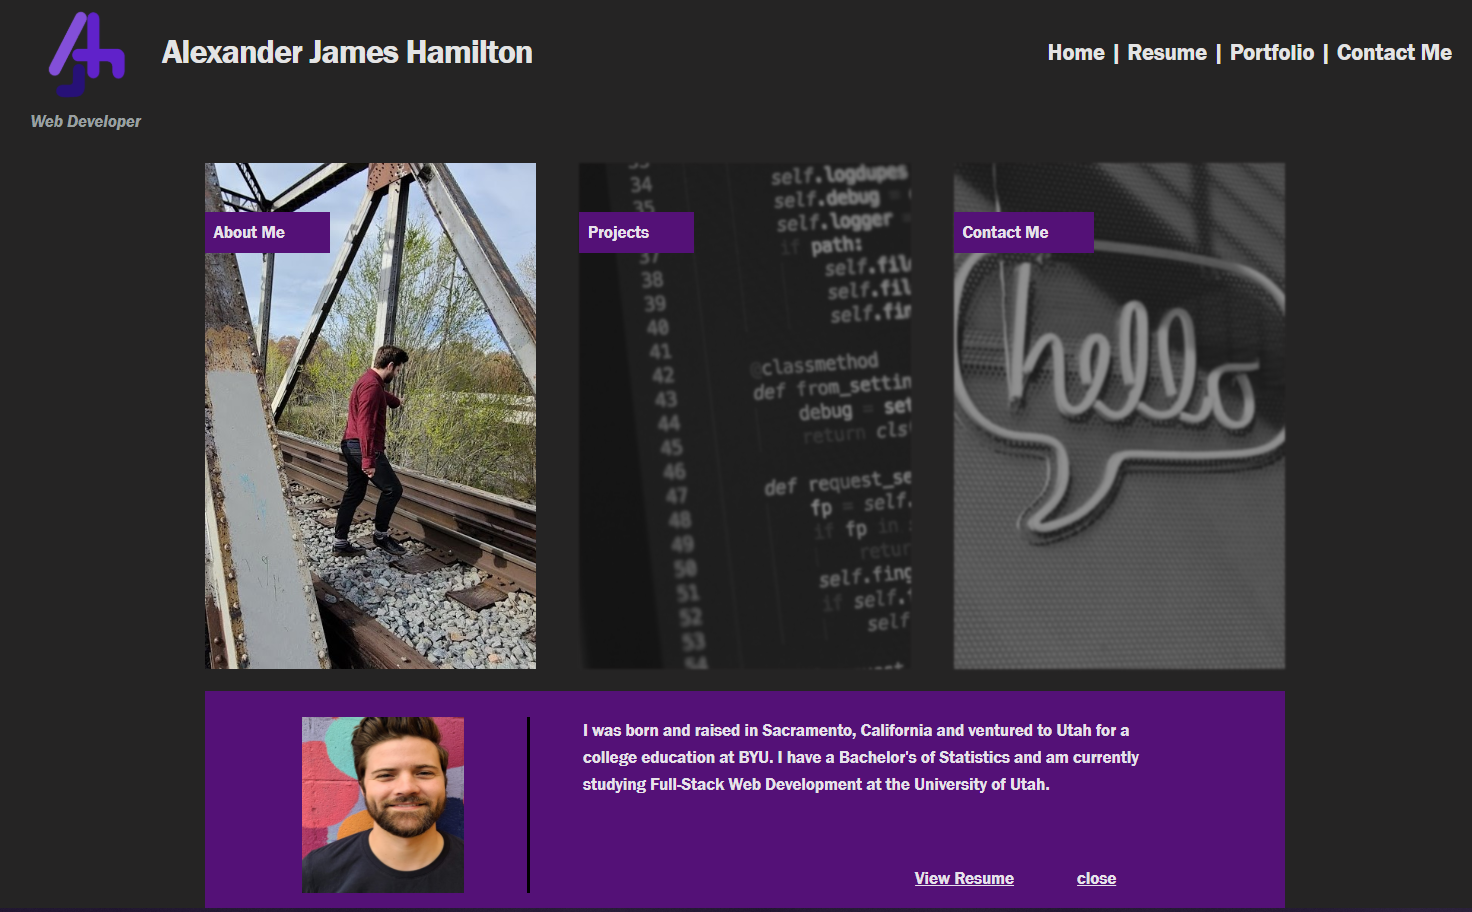 Alexander James Hamilton
Home | Resume | Portfolio | Contact Me
Web Developer
About Me
Projects
Contact Me
34
self.logdupes
35
self.debug =
self.logger =
if path:
37
self.fil
38
self.fil
39
self.fin
40
41
@classmethod
42
def from_settin
43
debug = set
44
return cls
45
46
def request_se
47
fp = self.
48
if fp in
49
retur
50
self.fing
51
if self.
52
self
53
54
hello
I was born and raised in Sacramento, California and ventured to Utah for a
college education at BYU. I have a Bachelor's of Statistics and am currently
studying Full-Stack Web Development at the University of Utah.
View Resume
close